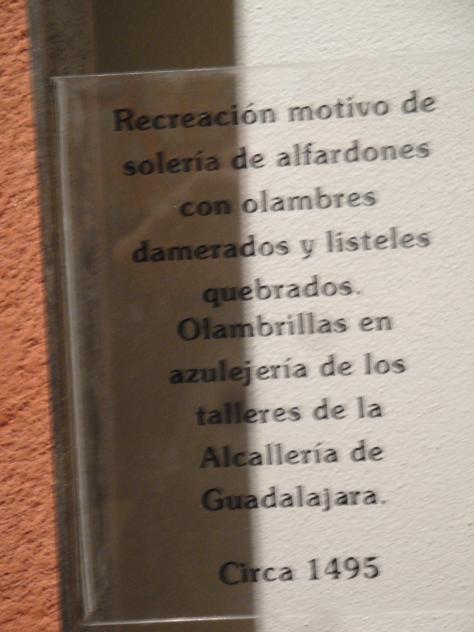 Recreación motivo de
solería de alfardones
con olambres
damerados y listeles
quebrados.
Olambrillas en
azulejería de los
talleres de la
Alcallería de
Guadalajara.
Circa 1495